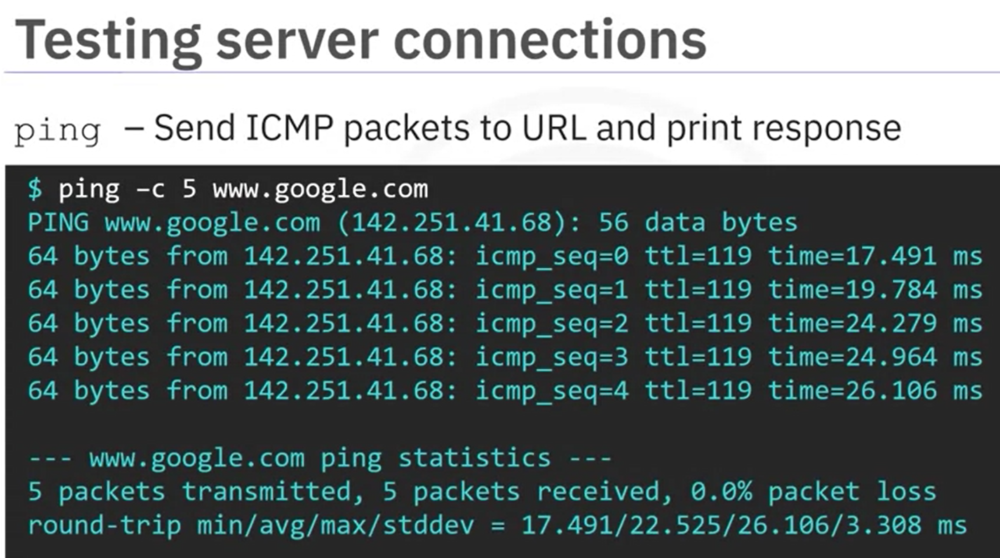 Testing server connections
ping – Send ICMP packets to URL and print response
$ ping –c 5 www.google.com
PING www.google.com (142.251.41.68): 56 data bytes
64 bytes from 142.251.41.68: icmp_seq=0 ttl=119 time=17.491 ms
64 bytes from 142.251.41.68: icmp_seq=1 ttl=119 time=19.784 ms
64 bytes from 142.251.41.68: icmp_seq=2 ttl=119 time=24.279 ms
64 bytes from 142.251.41.68: icmp_seq=3 ttl=119 time=24.964 ms
64 bytes from 142.251.41.68: icmp_seq=4 ttl=119 time=26.106 ms
--- www.google.com ping statistics ---
5 packets transmitted, 5 packets received, 0.0% packet loss
round-trip min/avg/max/stddev = 17.491/22.525/26.106/3.308 ms